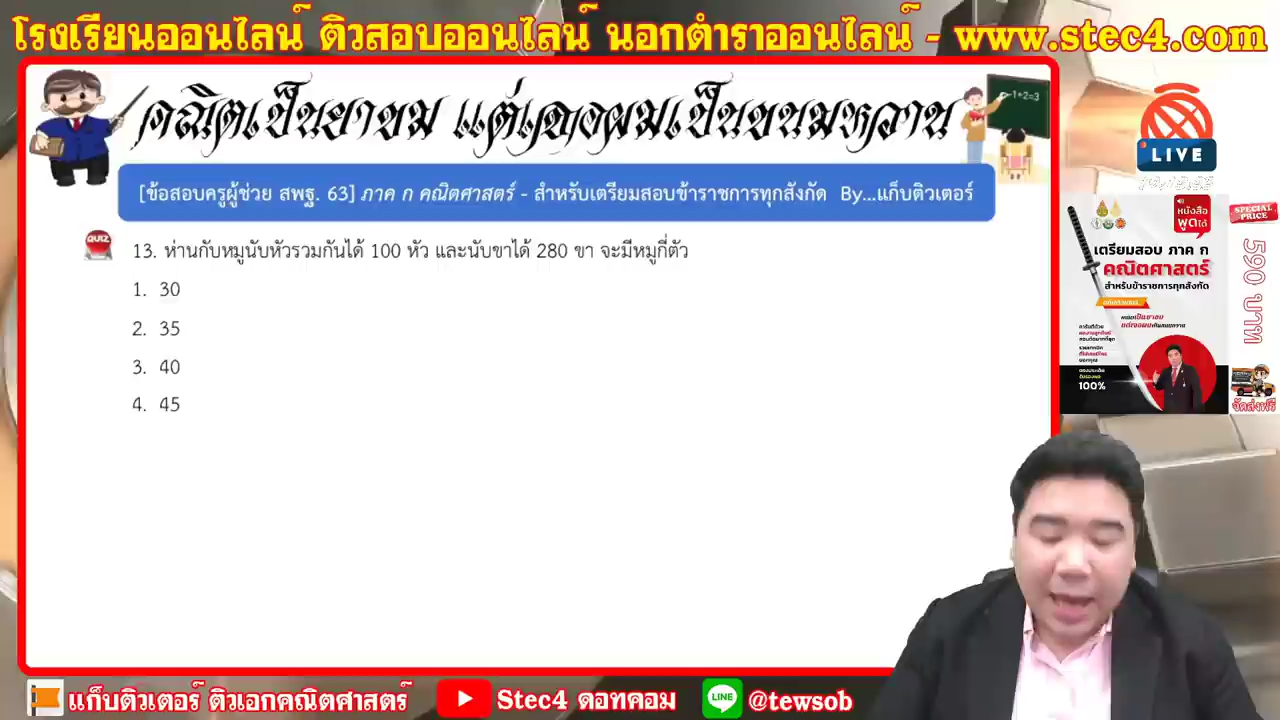 โรงเรียนออนไลน์ ติวสอบออนไลน์ นอกตำราออนไลน์ - www.stec4.com
คณิตเป็นยาขม แต่เจอผมเป็นขนมหวาน
-1+2=3
LIVE
[ข้อสอบครูผู้ช่วย สพฐ. 63] ภาค ก คณิตศาสตร์ - สำหรับเตรียมสอบข้าราชการทุกสังกัด By...แก็บติวเตอร์
QUIZ
13. ห่านกับหมูนับหัวรวมกันได้ 100 หัว และนับขาได้ 280 ขา จะมีหมูกี่ตัว
1. 30
2. 35
3. 40
4. 45
หนังสือ
พูดได้
SPECIAL
PRICE
590 บาท
เตรียมสอบ ภาค ก
คณิตศาสตร์
สำหรับข้าราชการทุกสังกัด
100%
จัดส่งฟรี
แก๊บติวเตอร์ ติวเอกคณิตศาสตร์
Stec4 ดอทคอม
LINE
@tewsob